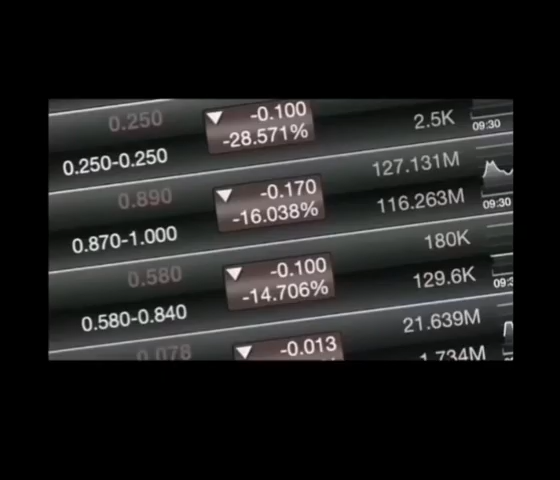 0.250 -0.100 2.5K
0.250-0.250 -28.571% 09:30
0.890 -0.170 127.131M
0.870-1.000 -16.038% 116.263M 09:30
0.580 -0.100 180K
0.580-0.840 -14.706% 129.6K
0.078 -0.013 21.639M
1.734M